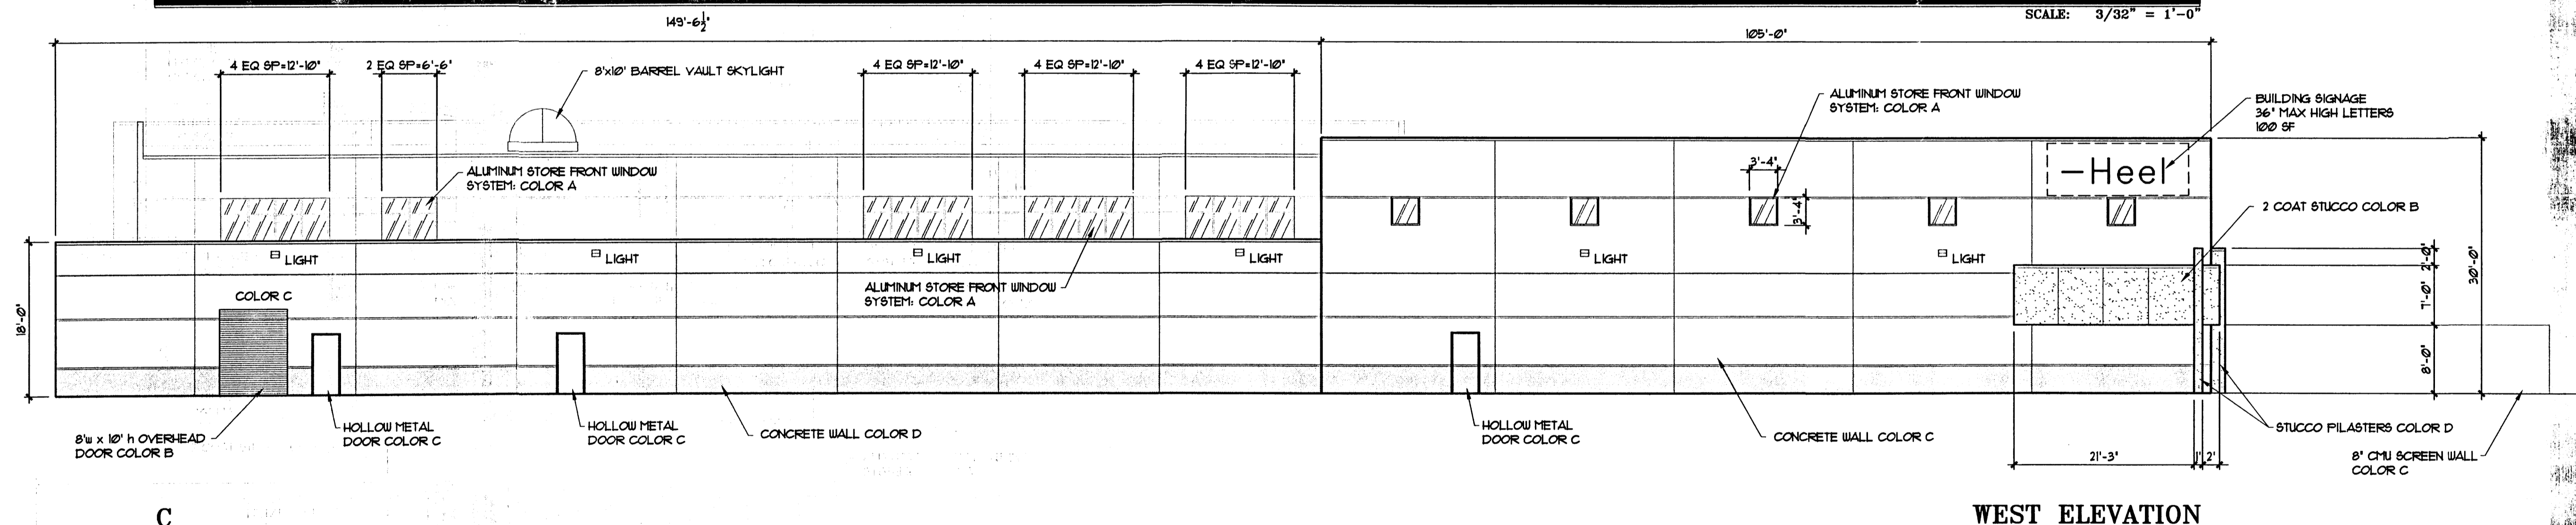 SCALE: 3/32" = 1'-0"
149'-6½"
105'-0"
4 EQ SP=12'-10"
2 EQ SP=6'-6"
8'x10' BARREL VAULT SKYLIGHT
4 EQ SP=12'-10"
4 EQ SP=12'-10"
4 EQ SP=12'-10"
ALUMINUM STORE FRONT WINDOW
SYSTEM: COLOR A
BUILDING SIGNAGE
36" MAX HIGH LETTERS
100 SF
ALUMINUM STORE FRONT WINDOW
SYSTEM: COLOR A
3'-4"
3'-4"
-Heel
2 COAT STUCCO COLOR B
LIGHT
LIGHT
LIGHT
LIGHT
LIGHT
LIGHT
COLOR C
ALUMINUM STORE FRONT WINDOW
SYSTEM: COLOR A
18'-0"
2'-0"
7'-0"
8'-0"
30'-0"
8'w x 10' h OVERHEAD
DOOR COLOR B
HOLLOW METAL
DOOR COLOR C
HOLLOW METAL
DOOR COLOR C
CONCRETE WALL COLOR D
HOLLOW METAL
DOOR COLOR C
CONCRETE WALL COLOR C
STUCCO PILASTERS COLOR D
21'-3"
1'
2'
8" CMU SCREEN WALL
COLOR C
C
WEST ELEVATION